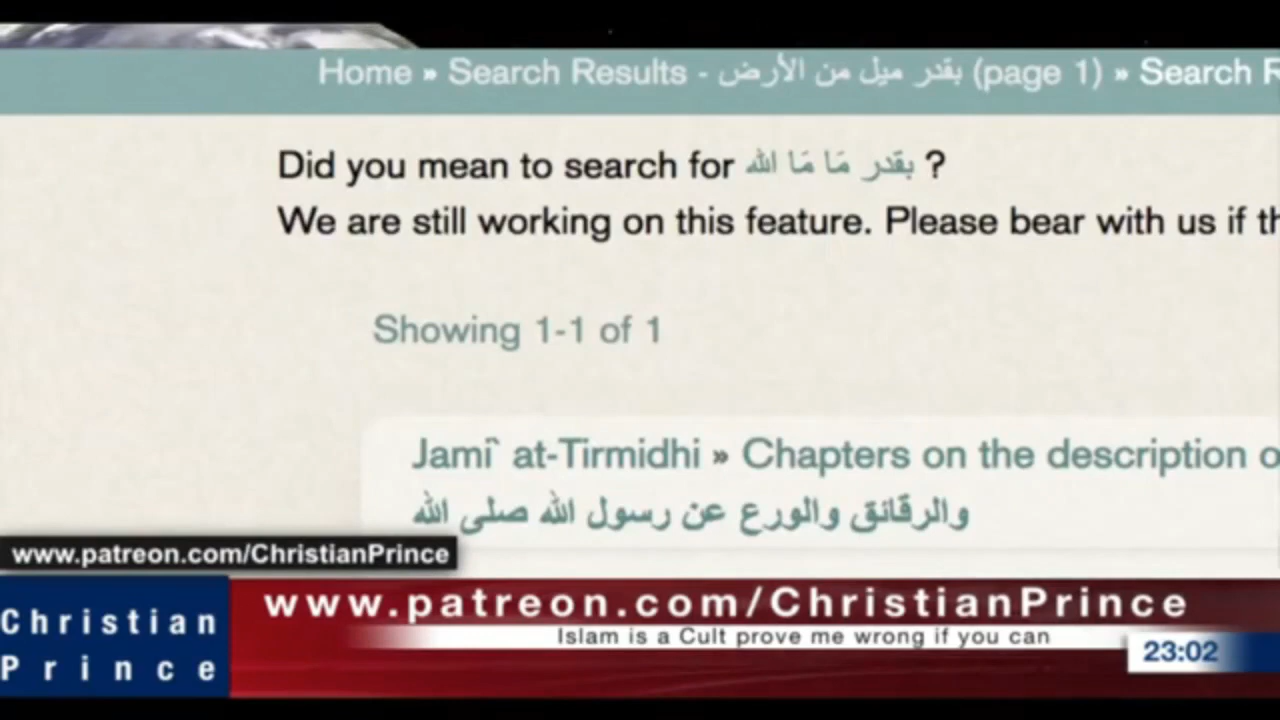 Home » Search Results - بقدر ميل من الأرض (page 1) » Search R
Did you mean to search for بقدر مَا مَا الله ?
We are still working on this feature. Please bear with us if th
Showing 1-1 of 1
Jami` at-Tirmidhi » Chapters on the description o
والرقائق والورع عن رسول الله صلى الله
www.patreon.com/ChristianPrince
Christian
Prince
www.patreon.com/ChristianPrince
Islam is a Cult prove me wrong if you can
23:02